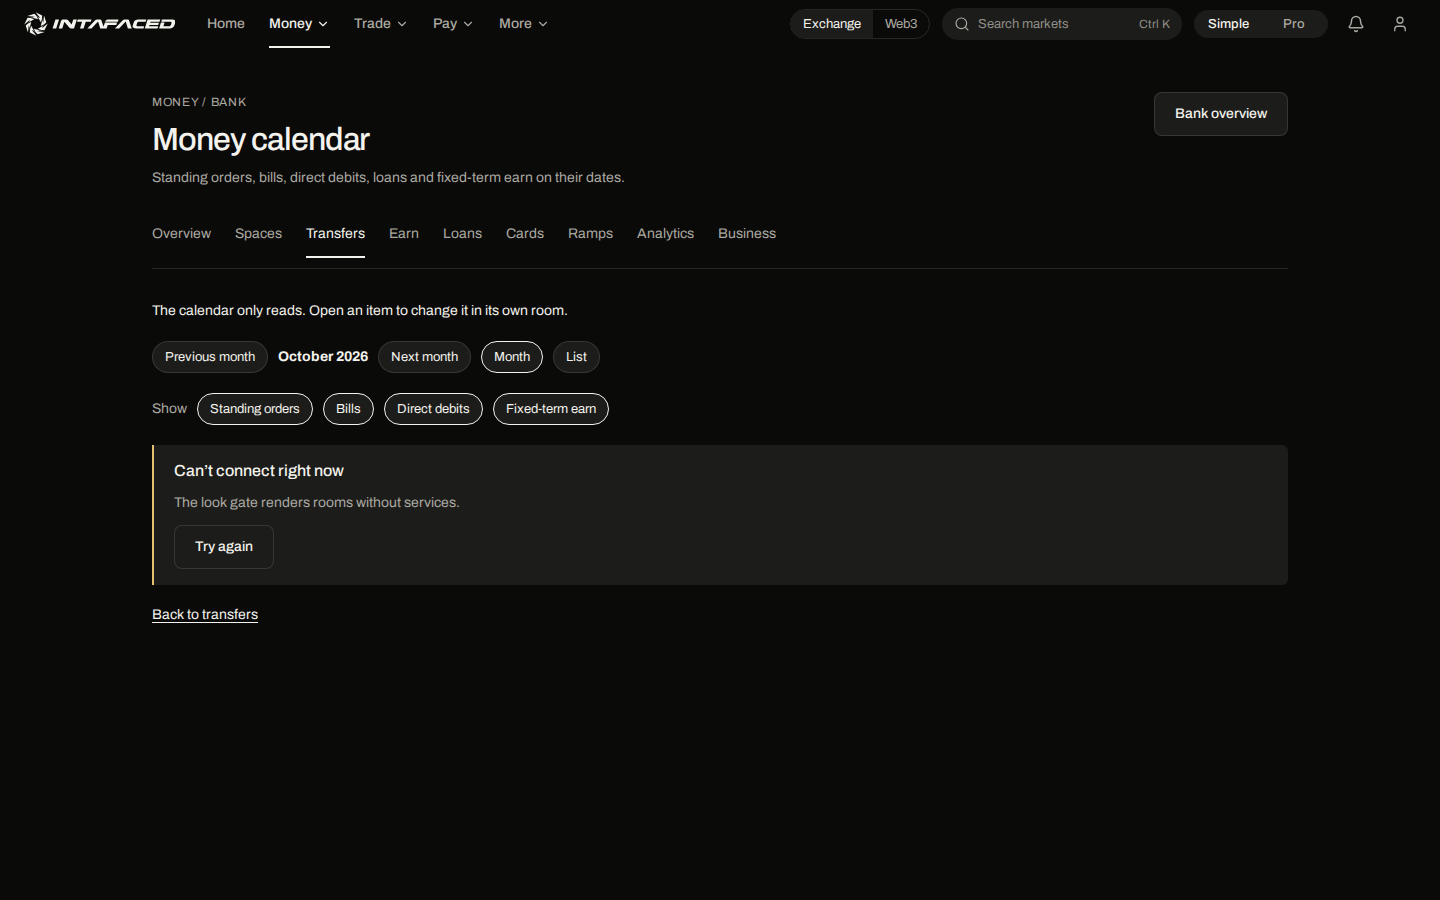 INTAFACED Home Money Trade Pay More Exchange Web3 Search markets Ctrl K Simple Pro
MONEY / BANK
Bank overview
Money calendar
Standing orders, bills, direct debits, loans and fixed-term earn on their dates.
Overview Spaces Transfers Earn Loans Cards Ramps Analytics Business
The calendar only reads. Open an item to change it in its own room.
Previous month October 2026 Next month Month List
Show Standing orders Bills Direct debits Fixed-term earn
Can’t connect right now
The look gate renders rooms without services.
Try again
Back to transfers